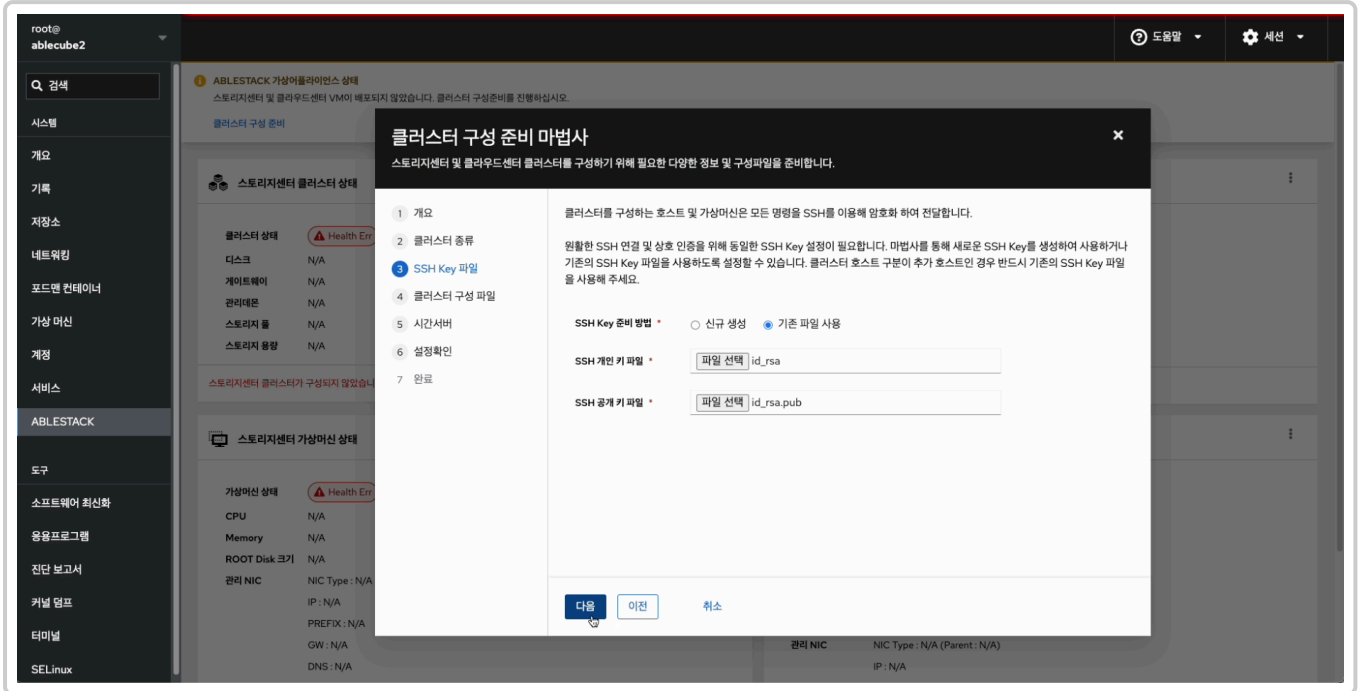 root@
ablecube2
도움말
세션
검색
시스템
개요
기록
저장소
네트워킹
포드맨 컨테이너
가상 머신
계정
서비스
ABLESTACK
도구
소프트웨어 최신화
응용프로그램
진단 보고서
커널 덤프
터미널
SELinux
ABLESTACK 가상어플라이언스 상태
스토리지센터 및 클라우드센터 VM이 배포되지 않았습니다. 클러스터 구성준비를 진행하십시오.
클러스터 구성 준비
스토리지센터 클러스터 상태
클러스터 상태 Health Err
디스크 N/A
게이트웨이 N/A
관리데몬 N/A
스토리지 풀 N/A
스토리지 용량 N/A
스토리지센터 클러스터가 구성되지 않았습니
스토리지센터 가상머신 상태
가상머신 상태 Health Err
CPU N/A
Memory N/A
ROOT Disk 크기 N/A
관리 NIC NIC Type : N/A
IP : N/A
PREFIX : N/A
GW : N/A
DNS : N/A
관리 NIC NIC Type : N/A (Parent : N/A)
IP : N/A
클러스터 구성 준비 마법사
스토리지센터 및 클라우드센터 클러스터를 구성하기 위해 필요한 다양한 정보 및 구성파일을 준비합니다.
1 개요
2 클러스터 종류
3 SSH Key 파일
4 클러스터 구성 파일
5 시간서버
6 설정확인
7 완료
클러스터를 구성하는 호스트 및 가상머신은 모든 명령을 SSH를 이용해 암호화 하여 전달합니다.
원활한 SSH 연결 및 상호 인증을 위해 동일한 SSH Key 설정이 필요합니다. 마법사를 통해 새로운 SSH Key를 생성하여 사용하거나
기존의 SSH Key 파일을 사용하도록 설정할 수 있습니다. 클러스터 호스트 구분이 추가 호스트인 경우 반드시 기존의 SSH Key 파일
을 사용해 주세요.
SSH Key 준비 방법 * 신규 생성 기존 파일 사용
SSH 개인 키 파일 * 파일 선택 id_rsa
SSH 공개 키 파일 * 파일 선택 id_rsa.pub
다음 이전 취소